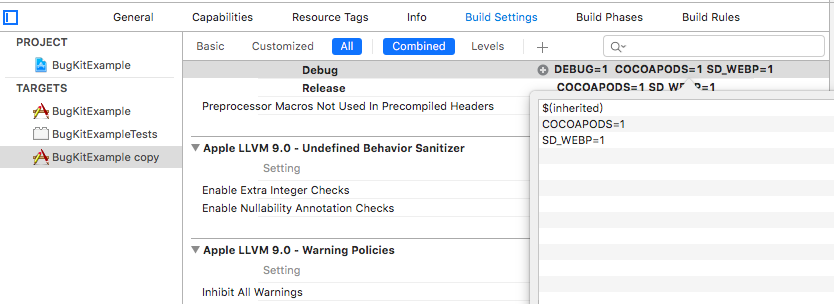 General Capabilities Resource Tags Info Build Settings Build Phases Build Rules
PROJECT
BugKitExample
TARGETS
BugKitExample
BugKitExampleTests
BugKitExample copy
Basic Customized All Combined Levels +
Debug DEBUG=1 COCOAPODS=1 SD_WEBP=1
Release COCOAPODS=1 SD_WEBP=1
Preprocessor Macros Not Used In Precompiled Headers
Apple LLVM 9.0 - Undefined Behavior Sanitizer
Setting
Enable Extra Integer Checks
Enable Nullability Annotation Checks
Apple LLVM 9.0 - Warning Policies
Setting
Inhibit All Warnings
$(inherited)
COCOAPODS=1
SD_WEBP=1